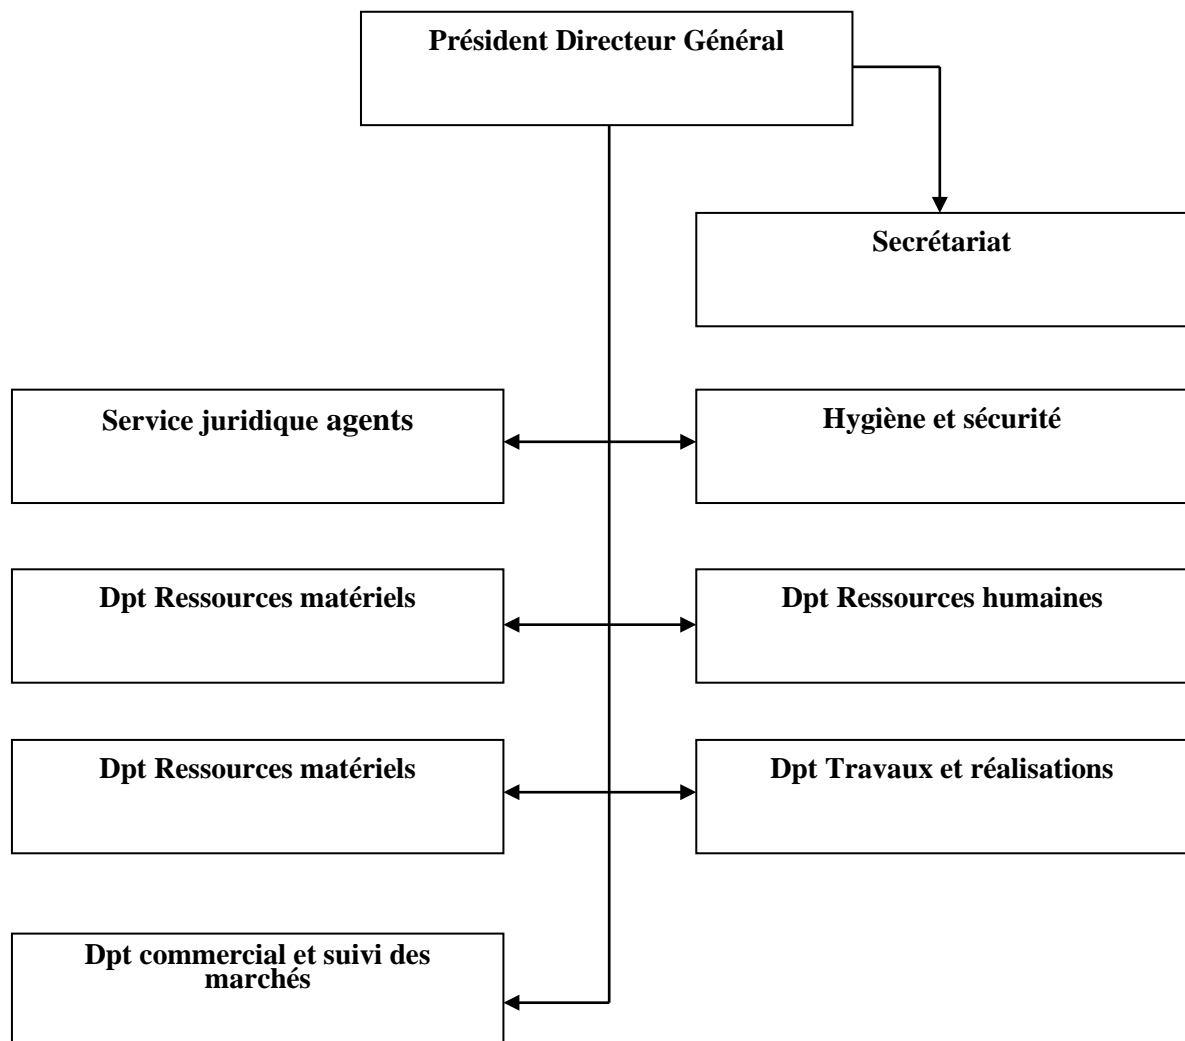 Président Directeur Général
Secrétariat
Service juridique agents
Hygiène et sécurité
Dpt Ressources matériels
Dpt Ressources humaines
Dpt Ressources matériels
Dpt Travaux et réalisations
Dpt commercial et suivi des
marchés